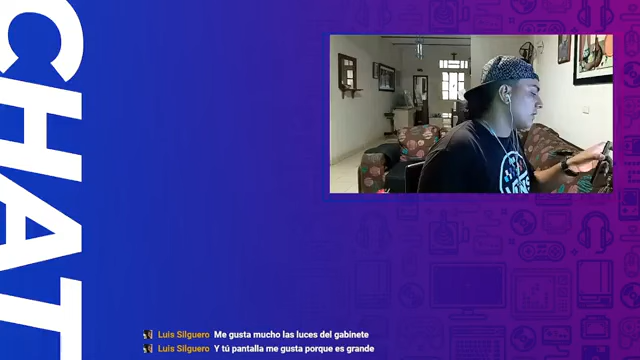 CHAT
Luis Silguero Me gusta mucho las luces del gabinete
Luis Silguero Y tú pantalla me gusta porque es grande